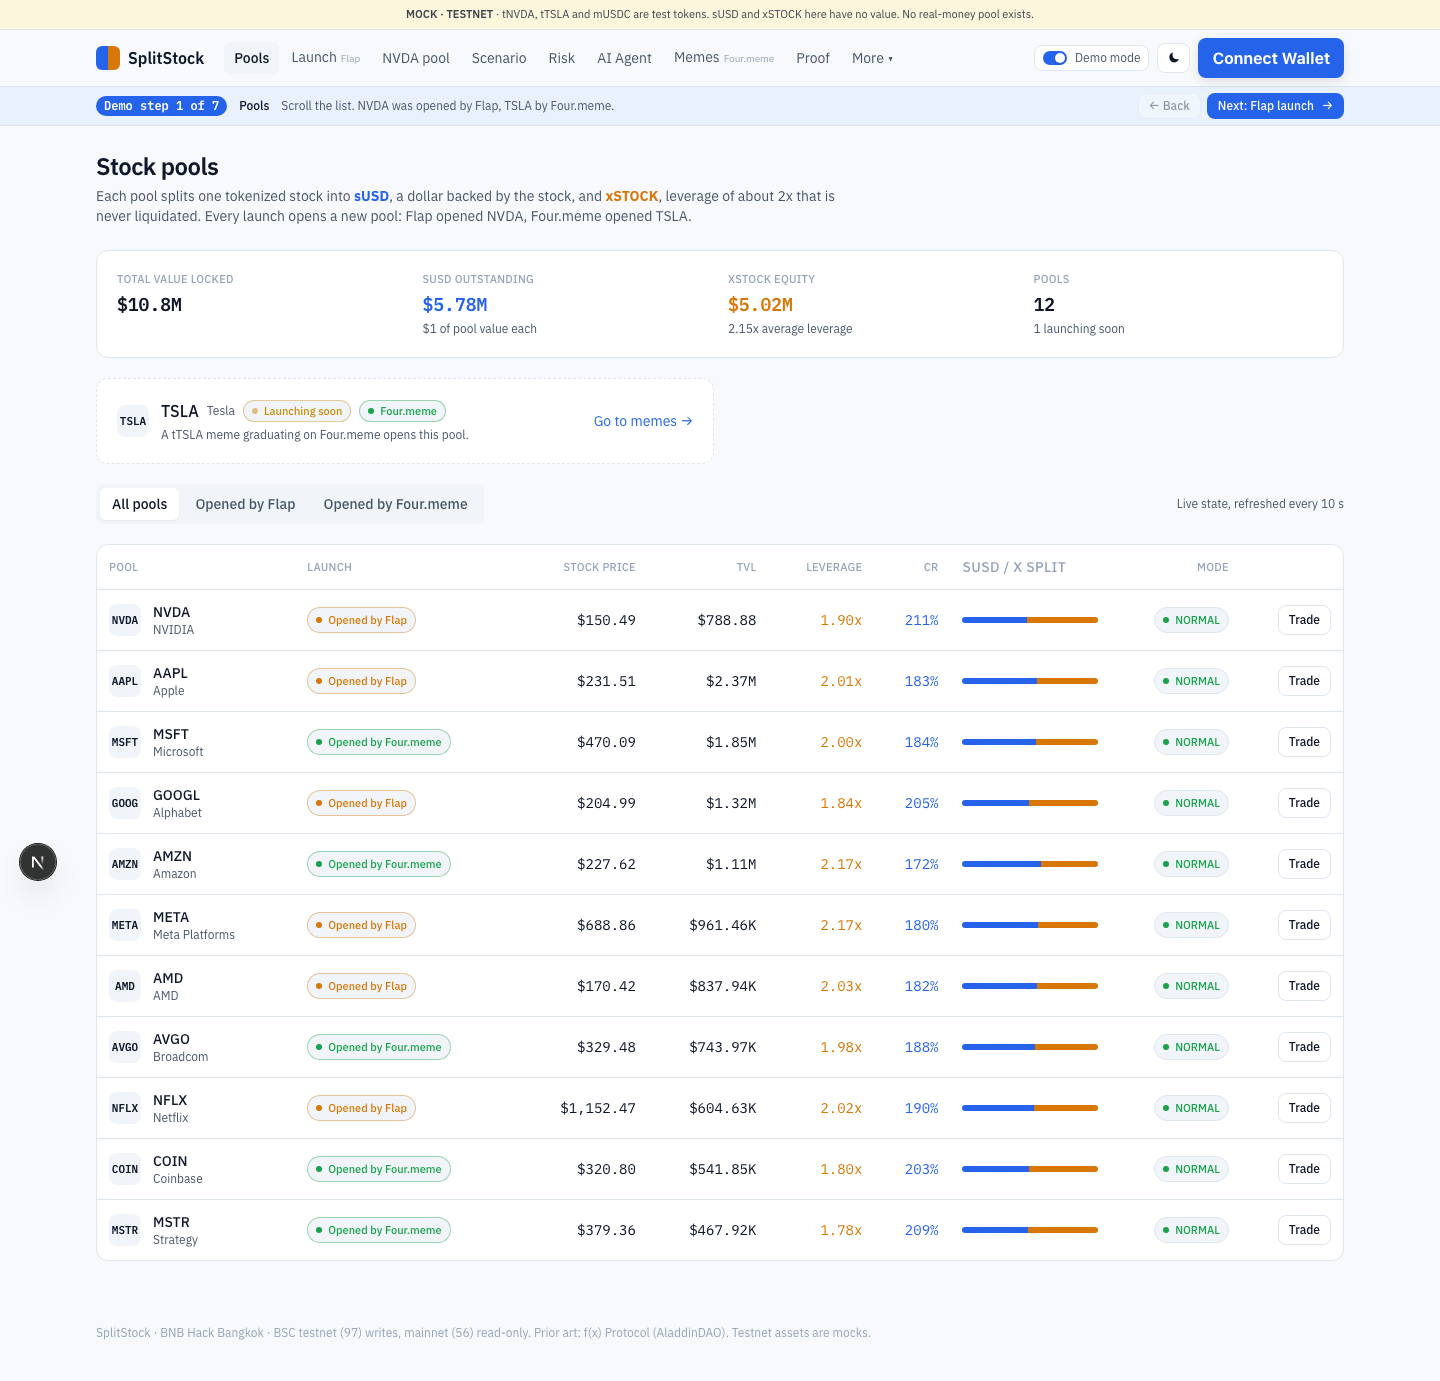 MOCK · TESTNET · tNVDA, tTSLA and mUSDC are test tokens. sUSD and xSTOCK here have no value. No real-money pool exists.
SplitStock Pools Launch Flap NVDA pool Scenario Risk AI Agent Memes Four.meme Proof More ▾ Demo mode Connect Wallet
Demo step 1 of 7 Pools Scroll the list. NVDA was opened by Flap, TSLA by Four.meme. ← Back Next: Flap launch →
Stock pools
Each pool splits one tokenized stock into sUSD, a dollar backed by the stock, and xSTOCK, leverage of about 2x that is
never liquidated. Every launch opens a new pool: Flap opened NVDA, Four.meme opened TSLA.
TOTAL VALUE LOCKED SUSD OUTSTANDING XSTOCK EQUITY POOLS
$10.8M $5.78M $5.02M 12
$1 of pool value each 2.15x average leverage 1 launching soon
TSLA TSLA Tesla Launching soon Four.meme
A tTSLA meme graduating on Four.meme opens this pool.
Go to memes →
All pools Opened by Flap Opened by Four.meme Live state, refreshed every 10 s
POOL LAUNCH STOCK PRICE TVL LEVERAGE CR SUSD / X SPLIT MODE
NVDA NVDA Opened by Flap $150.49 $788.88 1.90x 211% NORMAL Trade
NVIDIA
AAPL AAPL Opened by Flap $231.51 $2.37M 2.01x 183% NORMAL Trade
Apple
MSFT MSFT Opened by Four.meme $470.09 $1.85M 2.00x 184% NORMAL Trade
Microsoft
GOOG GOOGL Opened by Flap $204.99 $1.32M 1.84x 205% NORMAL Trade
Alphabet
AMZN AMZN Opened by Four.meme $227.62 $1.11M 2.17x 172% NORMAL Trade
Amazon
META META Opened by Flap $688.86 $961.46K 2.17x 180% NORMAL Trade
Meta Platforms
AMD AMD Opened by Flap $170.42 $837.94K 2.03x 182% NORMAL Trade
AMD
AVGO AVGO Opened by Four.meme $329.48 $743.97K 1.98x 188% NORMAL Trade
Broadcom
NFLX NFLX Opened by Flap $1,152.47 $604.63K 2.02x 190% NORMAL Trade
Netflix
COIN COIN Opened by Four.meme $320.80 $541.85K 1.80x 203% NORMAL Trade
Coinbase
MSTR MSTR Opened by Four.meme $379.36 $467.92K 1.78x 209% NORMAL Trade
Strategy
N
SplitStock · BNB Hack Bangkok · BSC testnet (97) writes, mainnet (56) read-only. Prior art: f(x) Protocol (AladdinDAO). Testnet assets are mocks.